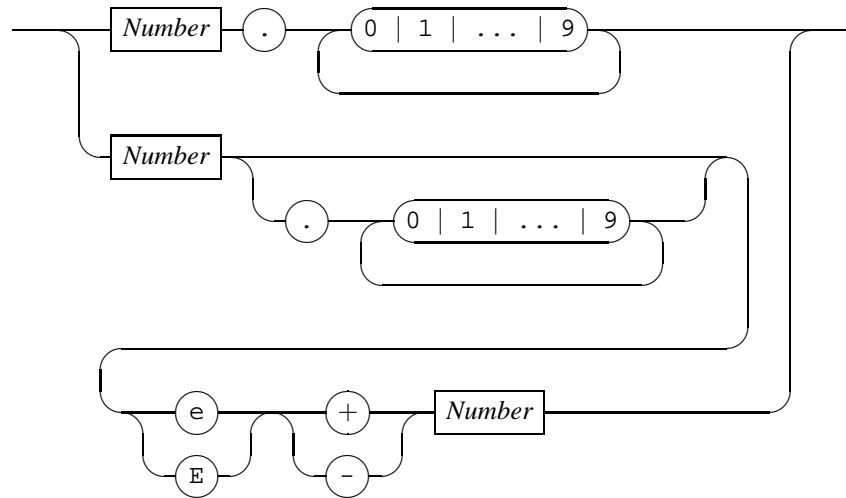 Number . 0 | 1 | ... | 9
Number
. 0 | 1 | ... | 9
e + Number
E -